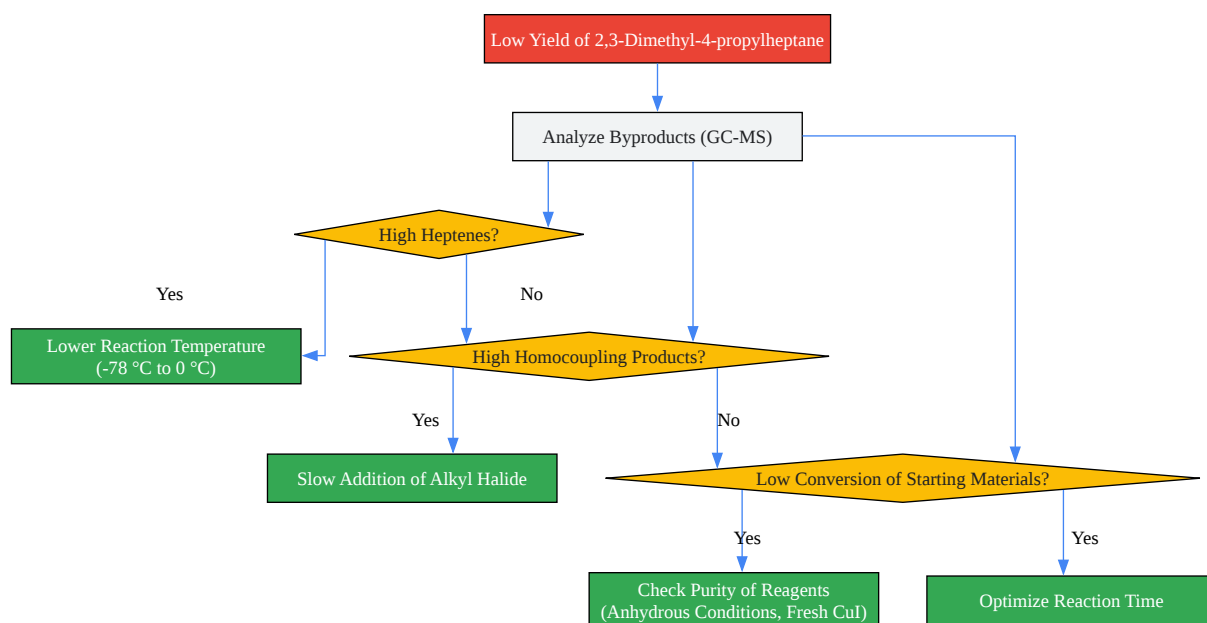 Low Yield of 2,3-Dimethyl-4-propylheptane
Analyze Byproducts (GC-MS)
High Heptenes?
Yes
No
Lower Reaction Temperature
(-78 °C to 0 °C)
High Homocoupling Products?
Yes
No
Slow Addition of Alkyl Halide
Low Conversion of Starting Materials?
Yes
Yes
Check Purity of Reagents
(Anhydrous Conditions, Fresh CuI)
Optimize Reaction Time